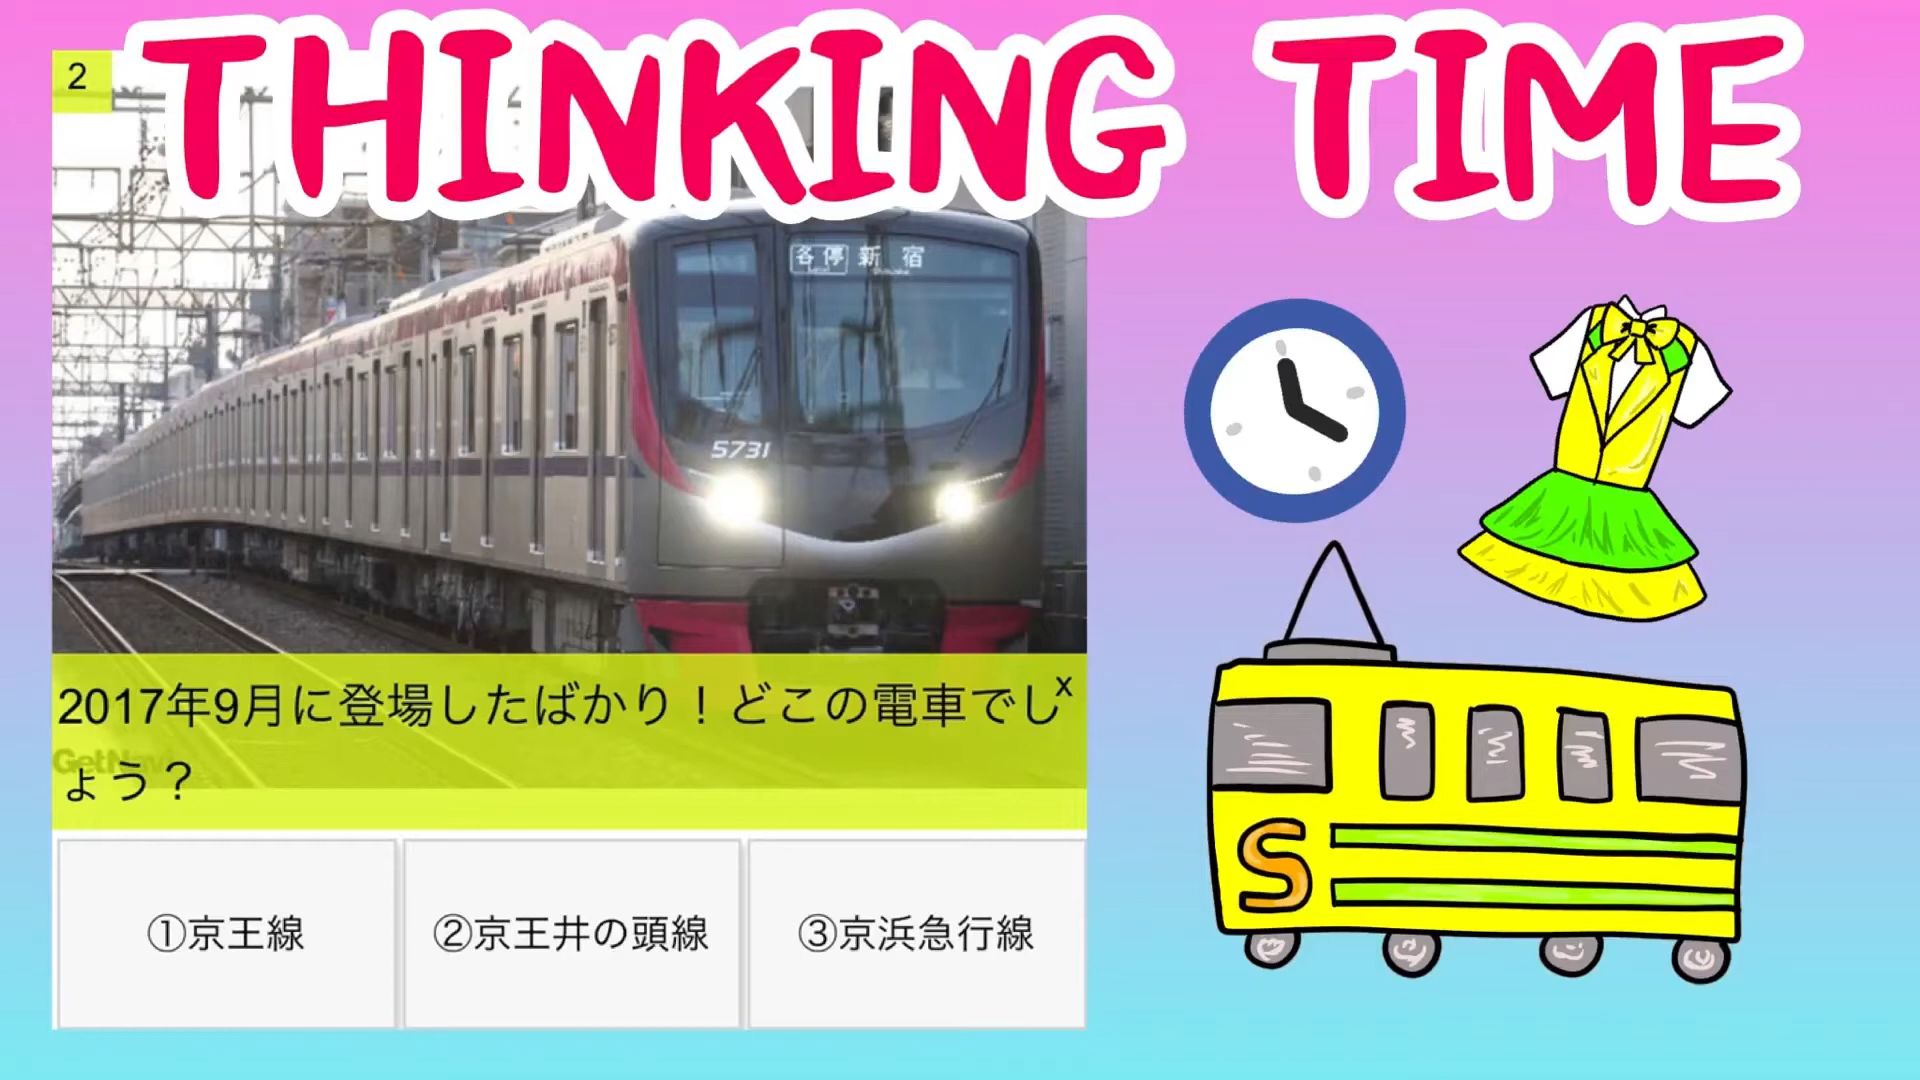 THINKING TIME
2
各停 新宿
5731
2017年9月に登場したばかり！どこの電車でし
ょう？
x
GetNavi
①京王線
②京王井の頭線
③京浜急行線
S